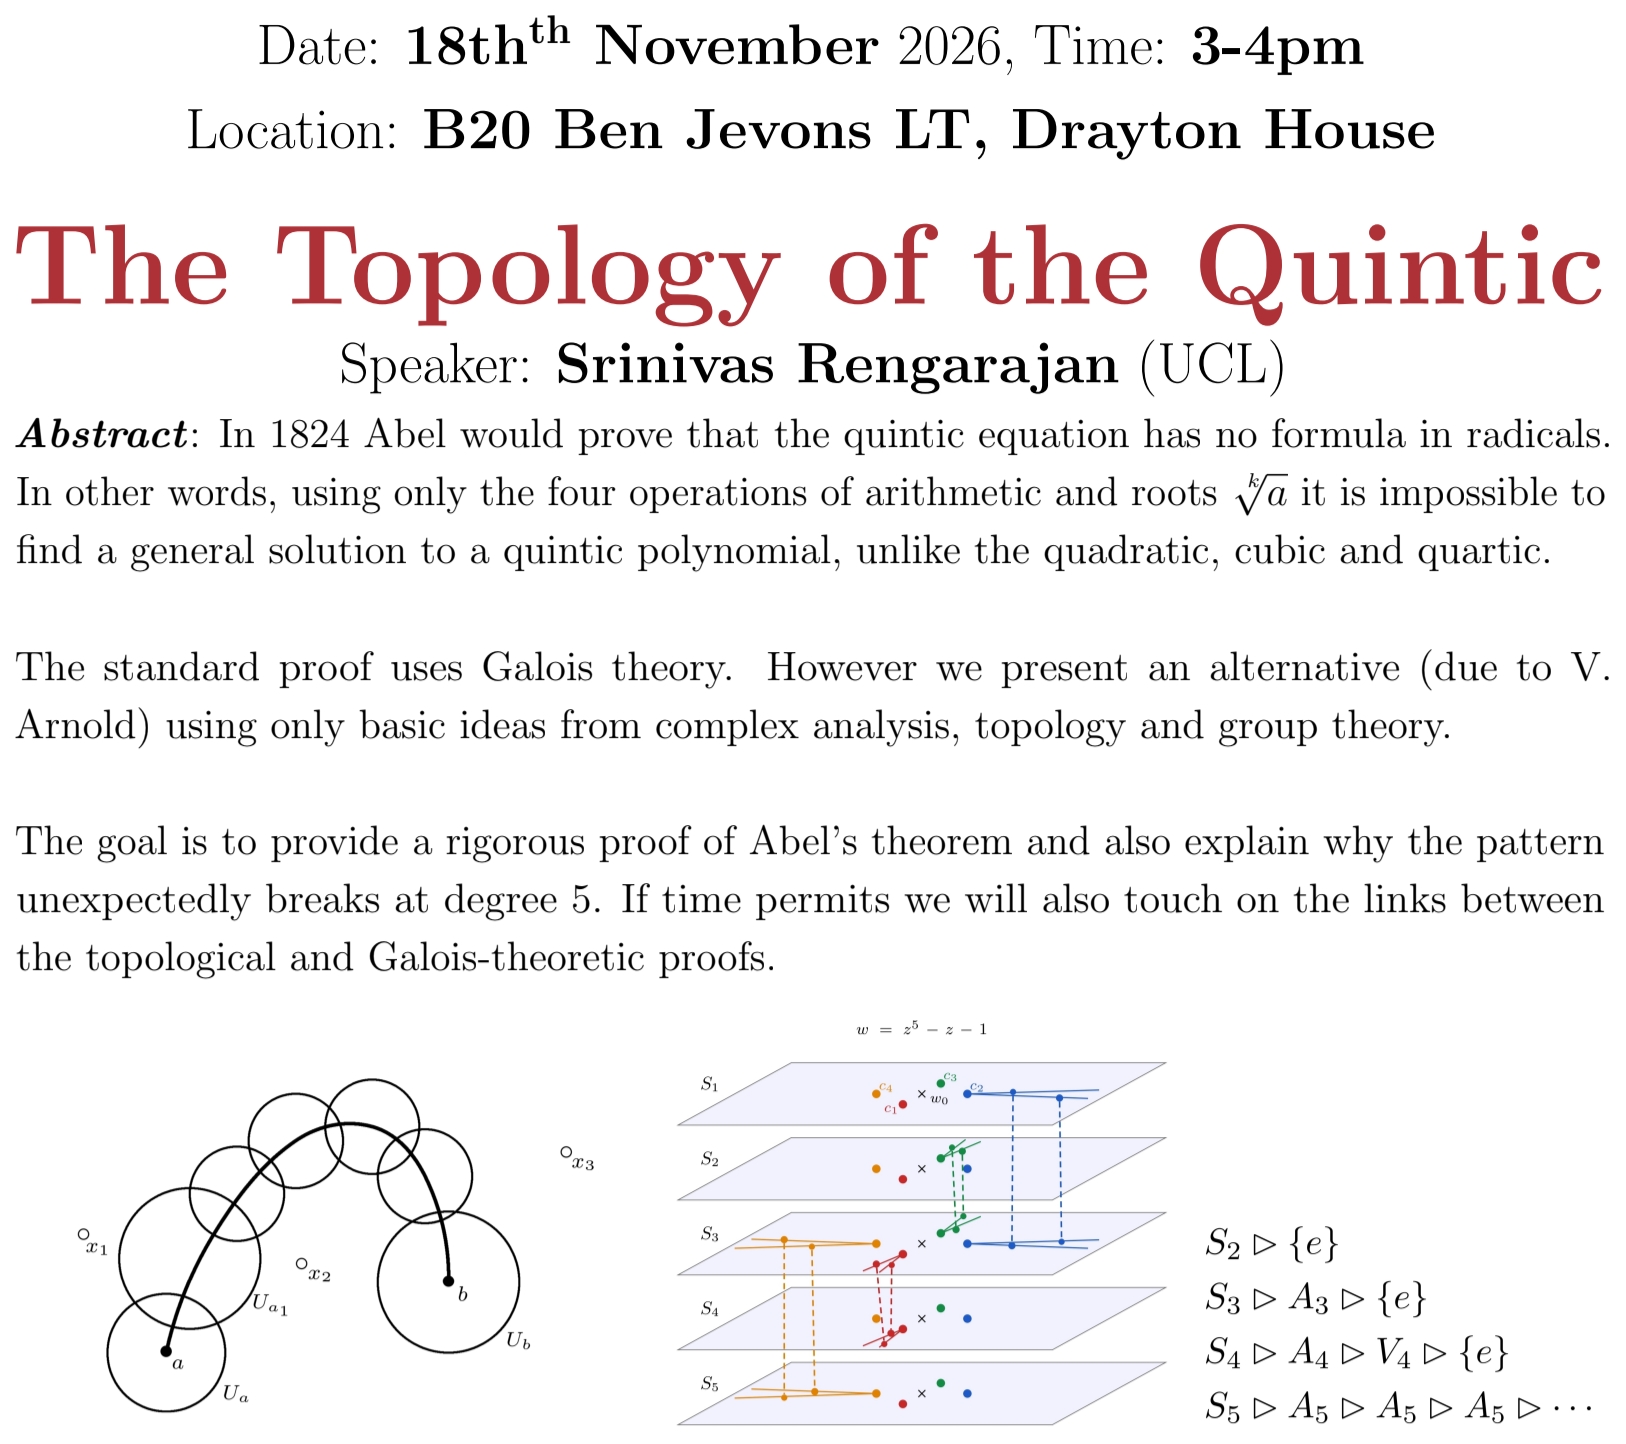 Date: 18thᵗʰ November 2026, Time: 3-4pm
Location: B20 Ben Jevons LT, Drayton House
The Topology of the Quintic
Speaker: Srinivas Rengarajan (UCL)
Abstract: In 1824 Abel would prove that the quintic equation has no formula in radicals.
In other words, using only the four operations of arithmetic and roots ᵏ√a it is impossible to
find a general solution to a quintic polynomial, unlike the quadratic, cubic and quartic.
The standard proof uses Galois theory. However we present an alternative (due to V.
Arnold) using only basic ideas from complex analysis, topology and group theory.
The goal is to provide a rigorous proof of Abel's theorem and also explain why the pattern
unexpectedly breaks at degree 5. If time permits we will also touch on the links between
the topological and Galois-theoretic proofs.
x₁
x₂
x₃
U_{a₁}
a
U_a
b
U_b
w = z⁵ − z − 1
S₁
c₄
c₁
w₀
c₃
c₂
S₂
S₃
S₄
S₅
S₂ ▷ {e}
S₃ ▷ A₃ ▷ {e}
S₄ ▷ A₄ ▷ V₄ ▷ {e}
S₅ ▷ A₅ ▷ A₅ ▷ A₅ ▷ ···